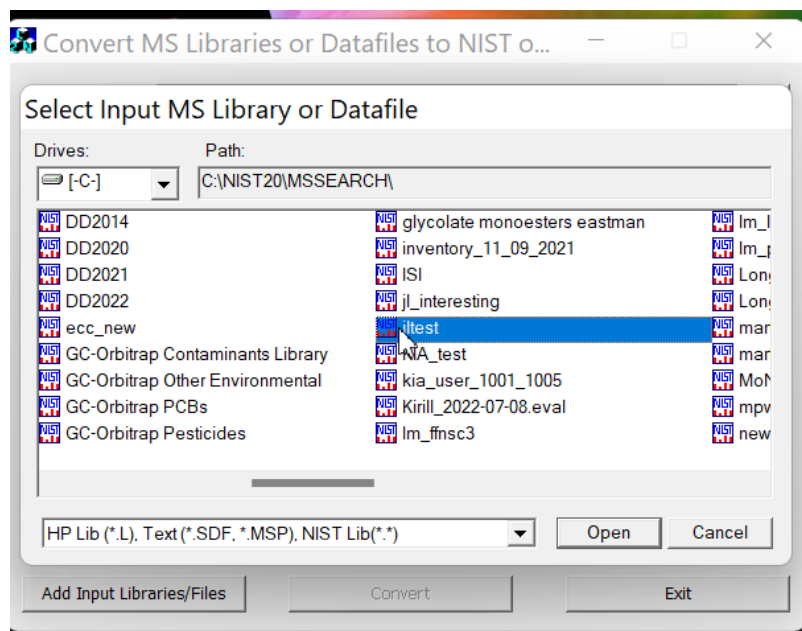 Convert MS Libraries or Datafiles to NIST o...
Select Input MS Library or Datafile
Drives: Path:
[-C-] C:\NIST20\MSSEARCH\
DD2014 glycolate monoesters eastman
DD2020 inventory_11_09_2021
DD2021 ISI
DD2022 jl_interesting
ecc_new
GC-Orbitrap Contaminants Library
GC-Orbitrap Other Environmental kia_user_1001_1005
GC-Orbitrap PCBs Kirill_2022-07-08.eval
GC-Orbitrap Pesticides lm_ffnsc3
HP Lib (*.L), Text (*.SDF, *.MSP), NIST Lib(*.*) Open Cancel
Add Input Libraries/Files Convert Exit